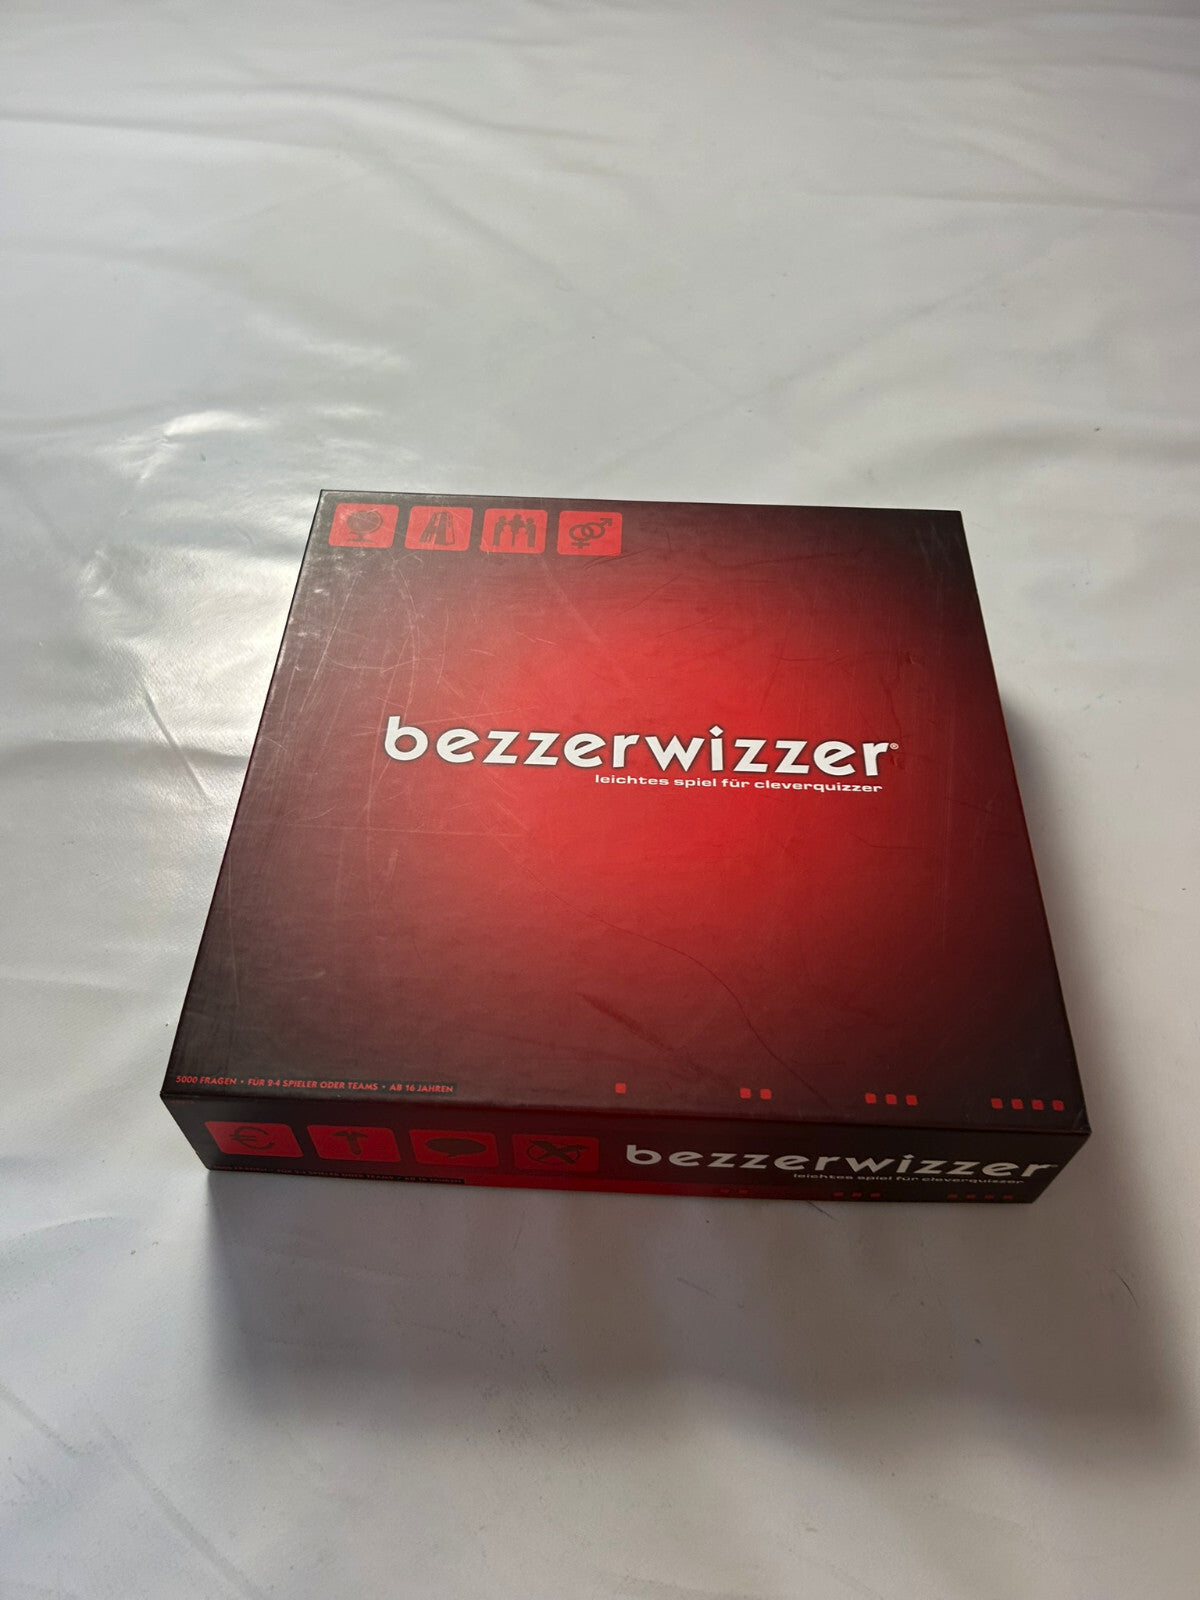 bezzerwizzer®
leichtes spiel für cleverquizzer
5000 FRAGEN • FÜR 2-4 SPIELER ODER TEAMS • AB 16 JAHREN
bezzerwizzer
leichtes spiel für cleverquizzer